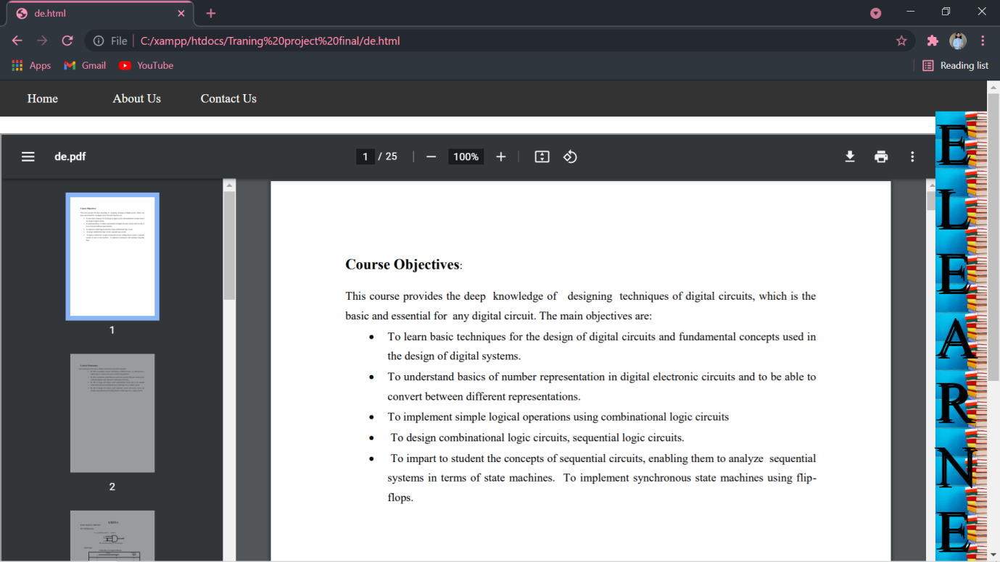 de.html
File
C:/xampp/htdocs/Traning%20project%20final/de.html
Apps
Gmail
YouTube
Reading list
Home
About Us
Contact Us
de.pdf
1 / 25
100%
1
2
Course Objectives:
This course provides the deep knowledge of designing techniques of digital circuits, which is the
basic and essential for any digital circuit. The main objectives are:
• To learn basic techniques for the design of digital circuits and fundamental concepts used in
the design of digital systems.
• To understand basics of number representation in digital electronic circuits and to be able to
convert between different representations.
• To implement simple logical operations using combinational logic circuits
• To design combinational logic circuits, sequential logic circuits.
• To impart to student the concepts of sequential circuits, enabling them to analyze sequential
systems in terms of state machines. To implement synchronous state machines using flip-
flops.
E
L
E
A
R
N
E